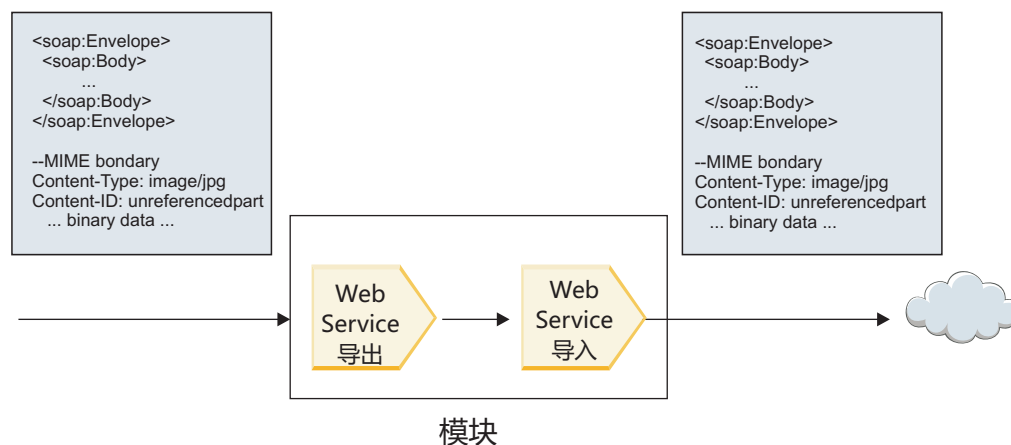 <soap:Envelope>
<soap:Body>
...
</soap:Body>
</soap:Envelope>
--MIME bondary
Content-Type: image/jpg
Content-ID: unreferencedpart
... binary data ...
<soap:Envelope>
<soap:Body>
...
</soap:Body>
</soap:Envelope>
--MIME bondary
Content-Type: image/jpg
Content-ID: unreferencedpart
... binary data ...
Web
Service
导出
Web
Service
导入
模块